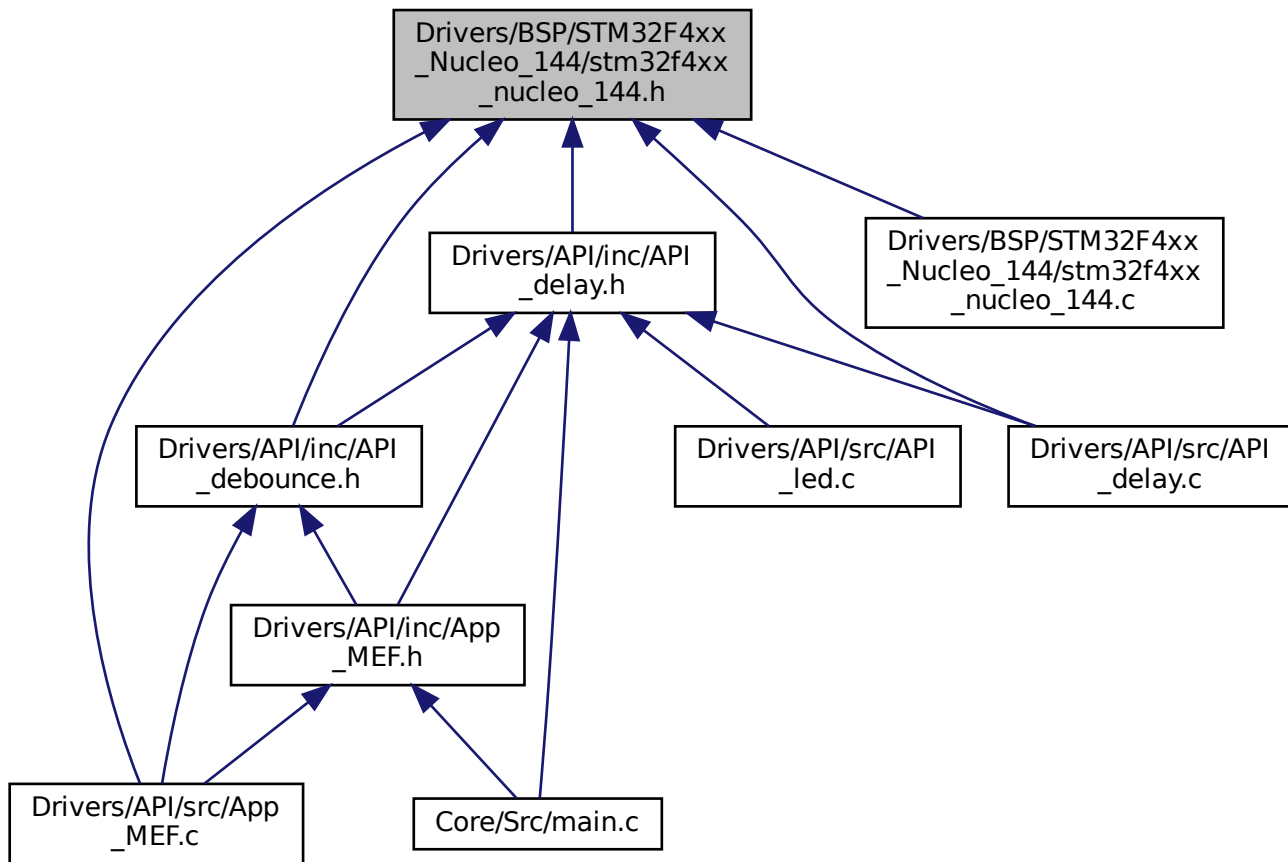 Drivers/BSP/STM32F4xx
_Nucleo_144/stm32f4xx
_nucleo_144.h
Drivers/API/inc/API
_delay.h
Drivers/BSP/STM32F4xx
_Nucleo_144/stm32f4xx
_nucleo_144.c
Drivers/API/inc/API
_debounce.h
Drivers/API/src/API
_led.c
Drivers/API/src/API
_delay.c
Drivers/API/inc/App
_MEF.h
Drivers/API/src/App
_MEF.c
Core/Src/main.c